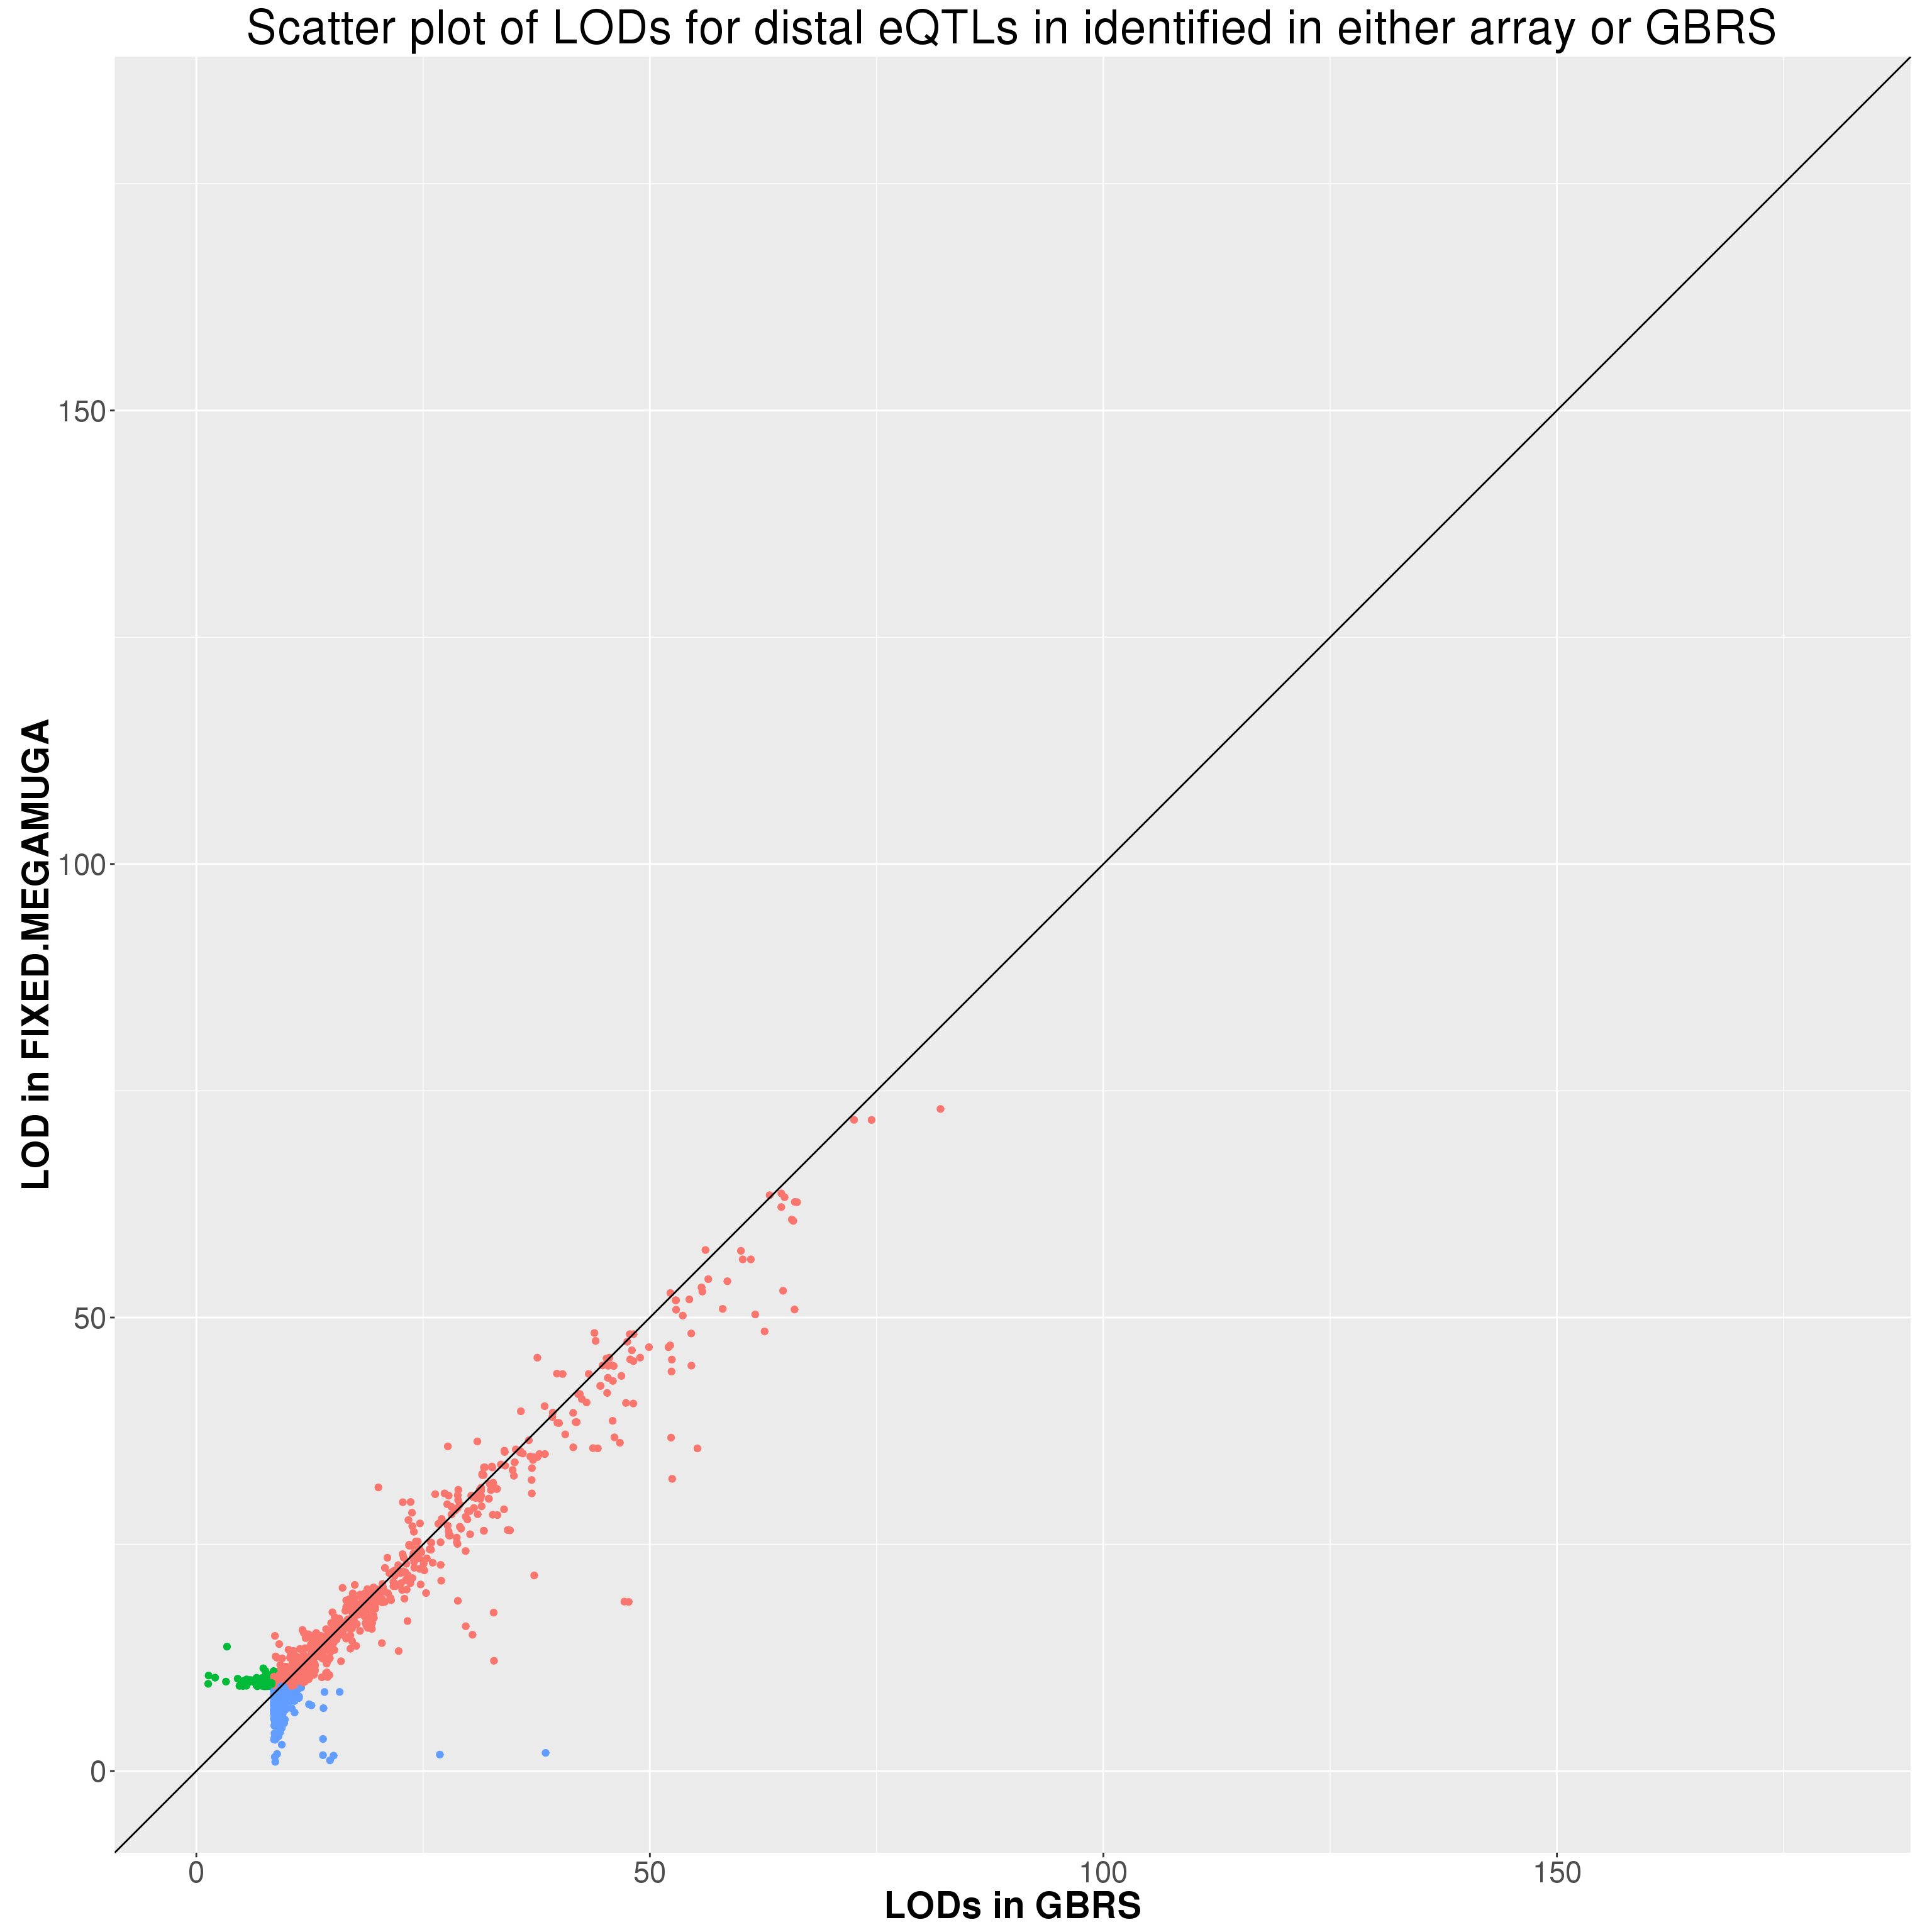 Scatter plot of LODs for distal eQTLs in identified in either array or GBRS
LOD in FIXED.MEGAMUGA
150
100
50
0
0
50
100
150
LODs in GBRS